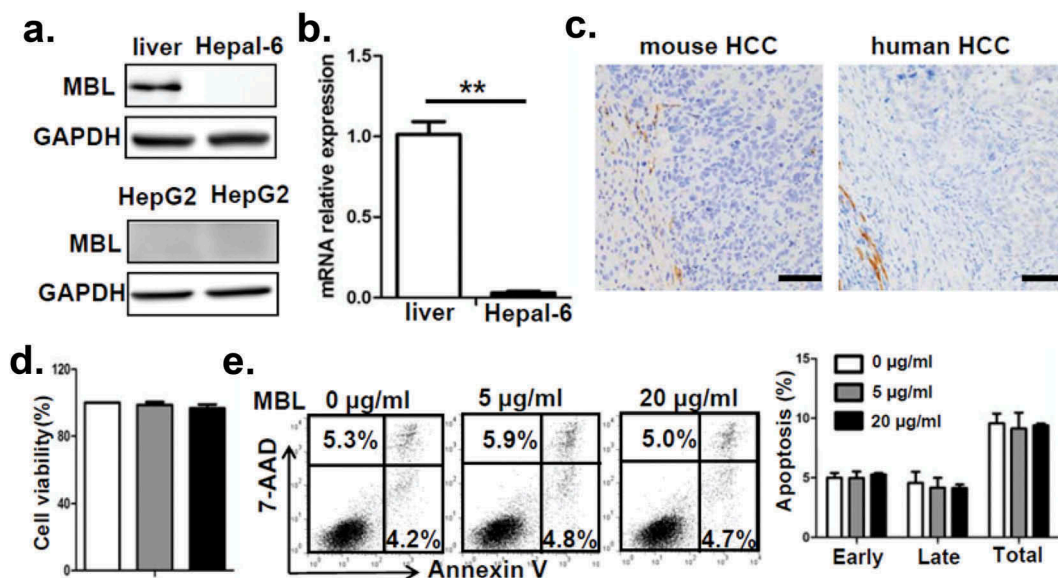 a.
liver Hepal-6
MBL
GAPDH
HepG2 HepG2
MBL
GAPDH
b.
mRNA relative expression
1.5
1.0
0.5
0.0
**
liver Hepal-6
c.
mouse HCC human HCC
d.
Cell viability(%)
120
80
40
0
e.
MBL 0 µg/ml 5 µg/ml 20 µg/ml
7-AAD
5.3% 5.9% 5.0%
4.2% 4.8% 4.7%
Annexin V
Apoptosis (%)
15
10
5
0
0 µg/ml
5 µg/ml
20 µg/ml
Early Late Total